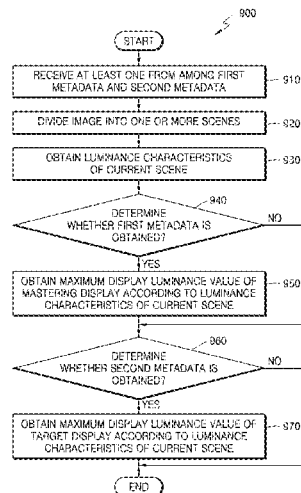 900
START
RECEIVE AT LEAST ONE FROM AMONG FIRST
METADATA AND SECOND METADATA
910
DIVIDE IMAGE INTO ONE OR MORE SCENES
920
OBTAIN LUMINANCE CHARACTERISTICS
OF CURRENT SCENE
930
940
DETERMINE
WHETHER FIRST METADATA IS
OBTAINED?
NO
YES
OBTAIN MAXIMUM DISPLAY LUMINANCE VALUE OF
MASTERING DISPLAY ACCORDING TO LUMINANCE
CHARACTERISTICS OF CURRENT SCENE
950
960
DETERMINE
WHETHER SECOND METADATA IS
OBTAINED?
NO
YES
OBTAIN MAXIMUM DISPLAY LUMINANCE VALUE OF
TARGET DISPLAY ACCORDING TO LUMINANCE
CHARACTERISTICS OF CURRENT SCENE
970
END